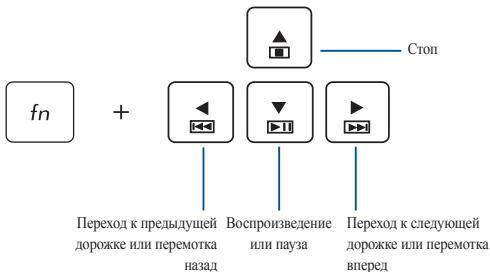 Стоп
fn +
Переход к предыдущей
дорожке или перемотка
назад
Воспроизведение
или пауза
Переход к следующей
дорожке или перемотка
вперед